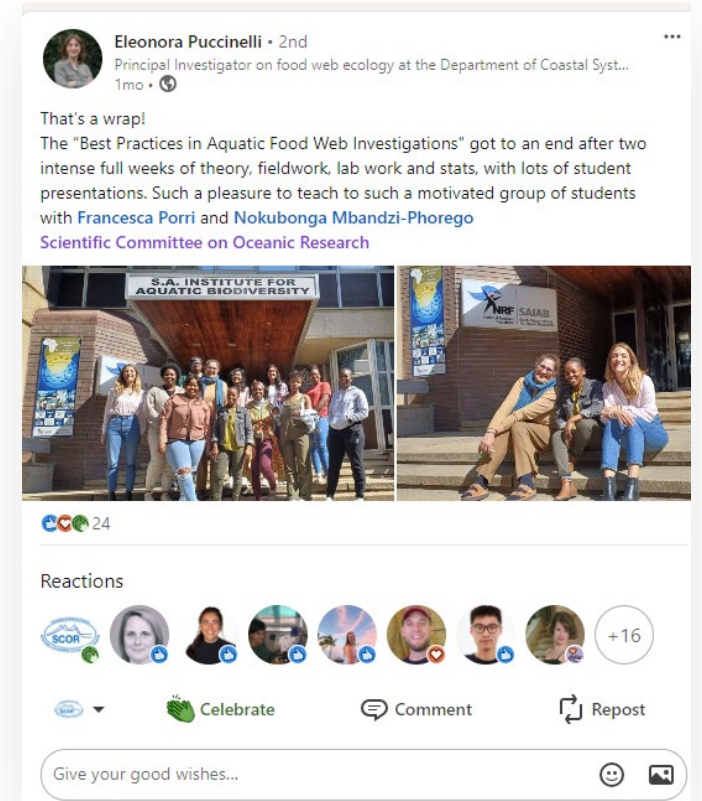 Eleonora Puccinelli • 2nd
Principal Investigator on food web ecology at the Department of Coastal Syst...
1mo •
That's a wrap!
The "Best Practices in Aquatic Food Web Investigations" got to an end after two
intense full weeks of theory, fieldwork, lab work and stats, with lots of student
presentations. Such a pleasure to teach to such a motivated group of students
with Francesca Porri and Nokubonga Mbandzi-Phorego
Scientific Committee on Oceanic Research
S.A. INSTITUTE FOR
AQUATIC BIODIVERSITY
NRF SAIAB
24
Reactions
SCOR
+16
Celebrate
Comment
Repost
Give your good wishes...